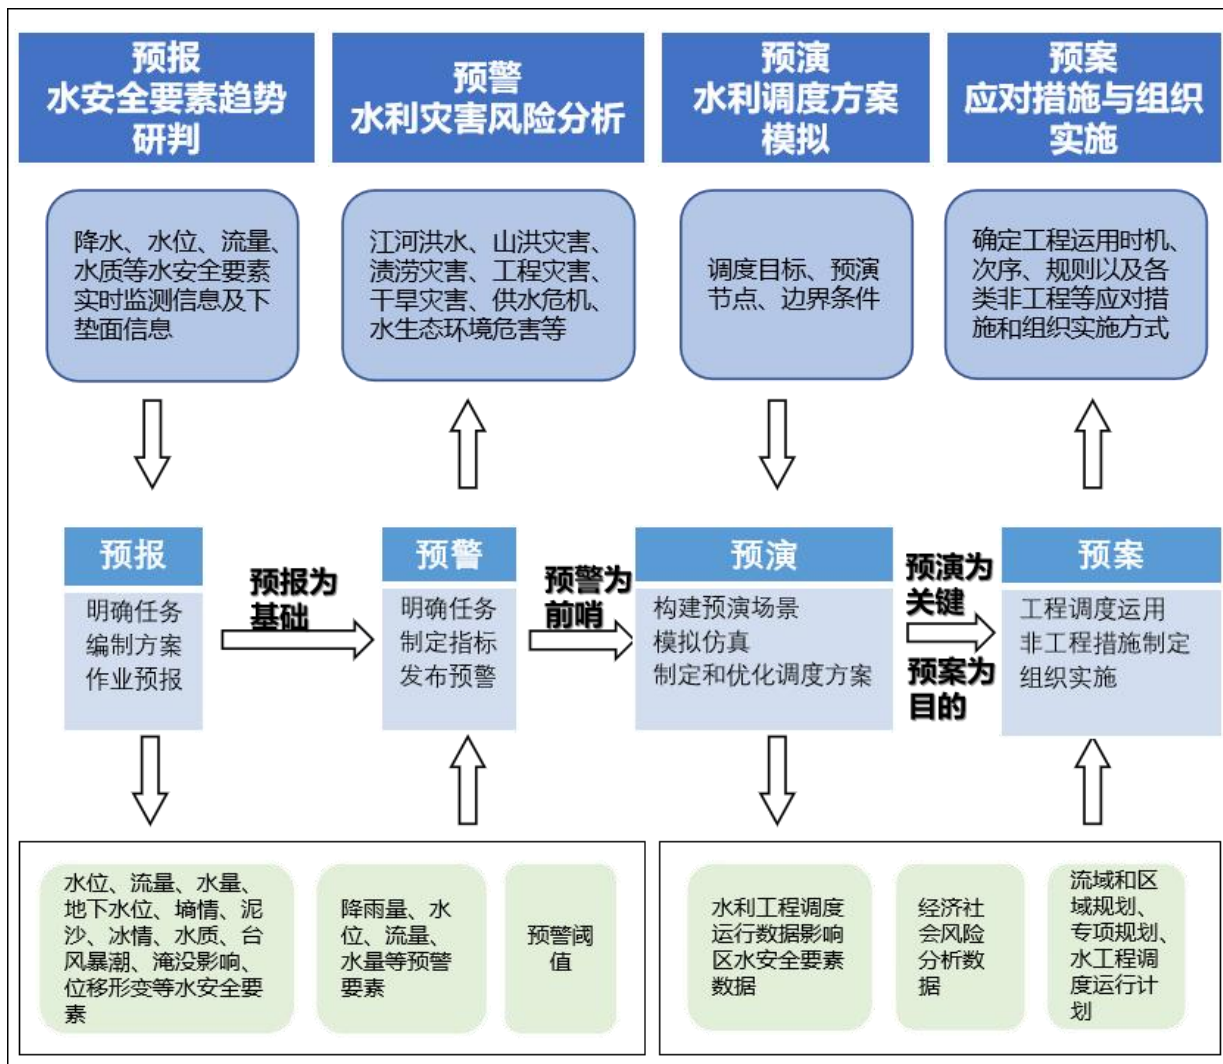 预报
水安全要素趋势
研判
预警
水利灾害风险分析
预演
水利调度方案
模拟
预案
应对措施与组织
实施
降水、水位、流量、
水质等水安全要素
实时监测信息及下
垫面信息
江河洪水、山洪灾害、
渍涝灾害、工程灾害、
干旱灾害、供水危机、
水生态环境危害等
调度目标、预演
节点、边界条件
确定工程运用时机、
次序、规则以及各
类非工程等应对措
施和组织实施方式
预报
明确任务
编制方案
作业预报
预报为
基础
预警
明确任务
制定指标
发布预警
预警为
前哨
预演
构建预演场景
模拟仿真
制定和优化调度方案
预演为
关键
预案为
目的
预案
工程调度运用
非工程措施制定
组织实施
水位、流量、水量、
地下水位、墒情、泥
沙、冰情、水质、台
风暴潮、淹没影响、
位移形变等水安全要
素
降雨量、水
位、流量、
水量等预警
要素
预警阈
值
水利工程调度
运行数据影响
区水安全要素
数据
经济社
会风险
分析数
据
流域和区
域规划、
专项规划、
水工程调
度运行计
划